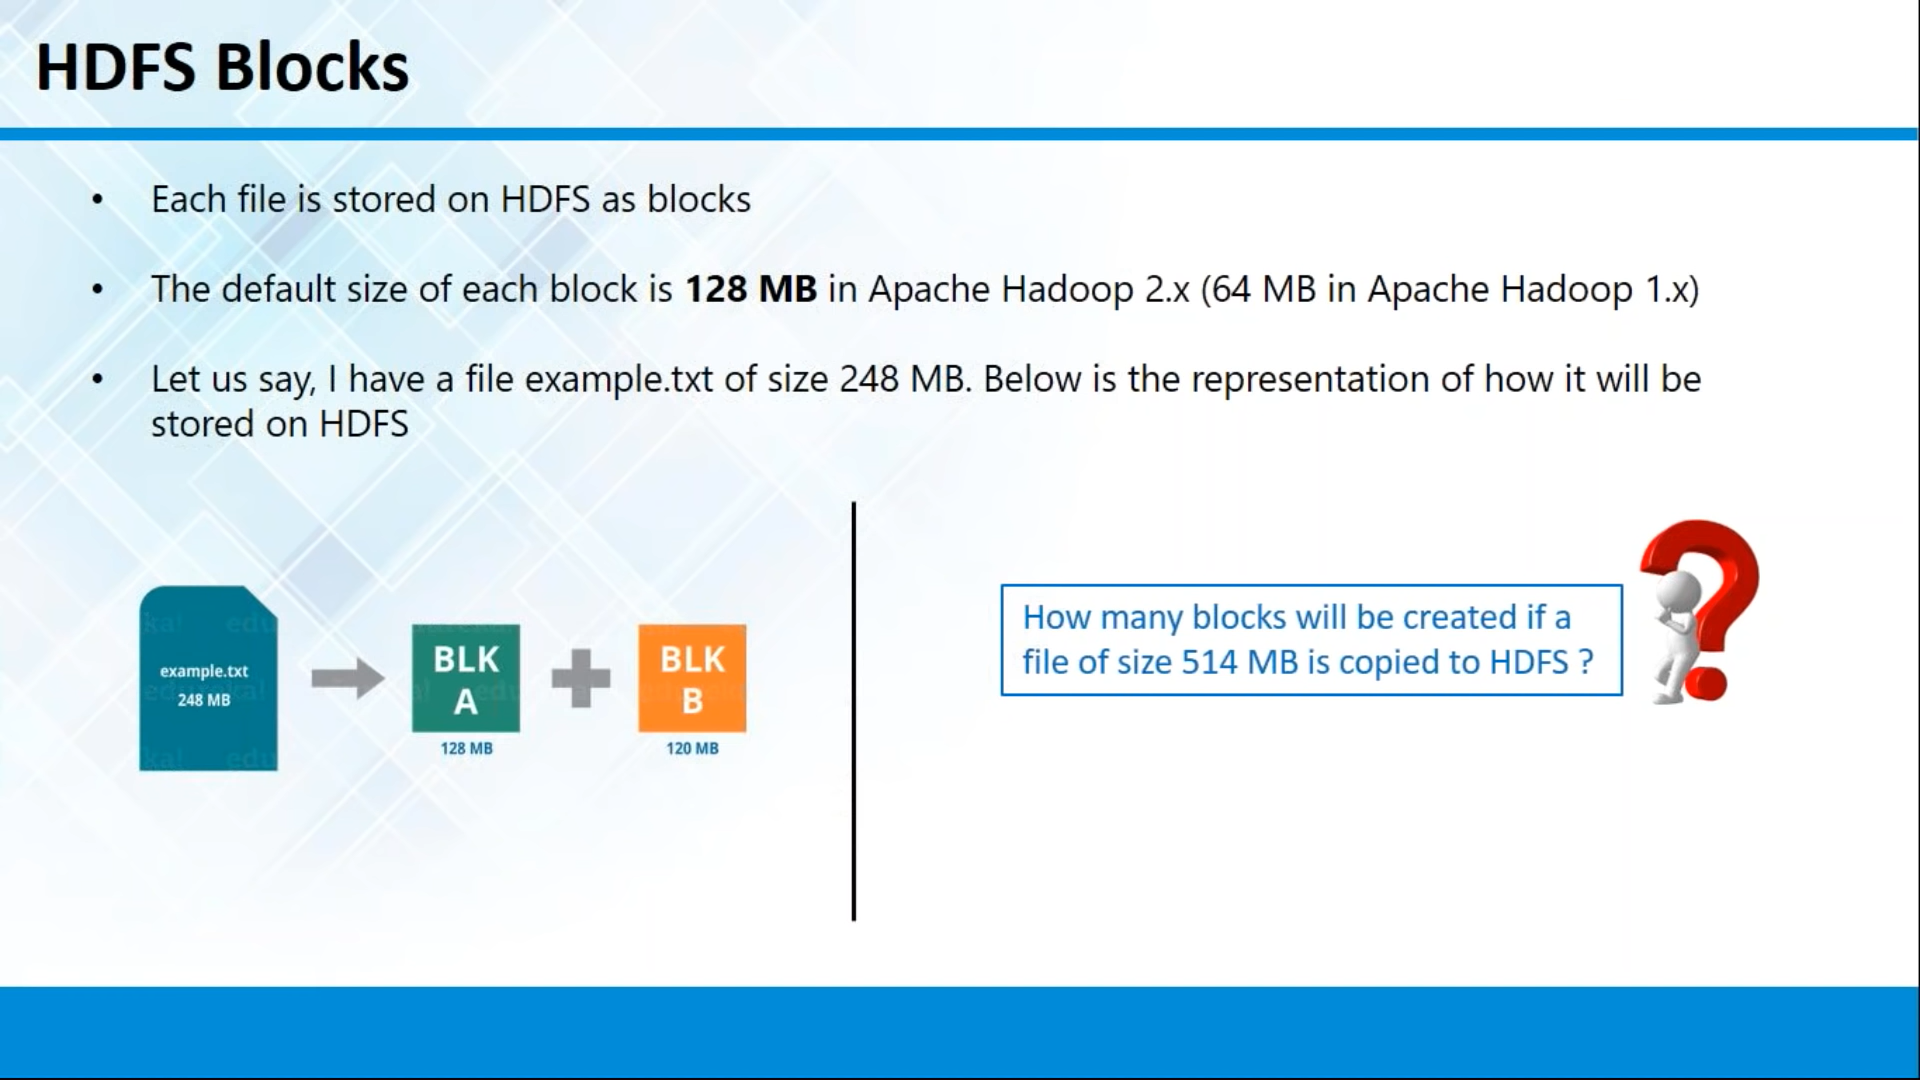 HDFS Blocks
• Each file is stored on HDFS as blocks
• The default size of each block is 128 MB in Apache Hadoop 2.x (64 MB in Apache Hadoop 1.x)
• Let us say, I have a file example.txt of size 248 MB. Below is the representation of how it will be
stored on HDFS
example.txt
248 MB
BLK
A
128 MB
BLK
B
120 MB
How many blocks will be created if a
file of size 514 MB is copied to HDFS ?